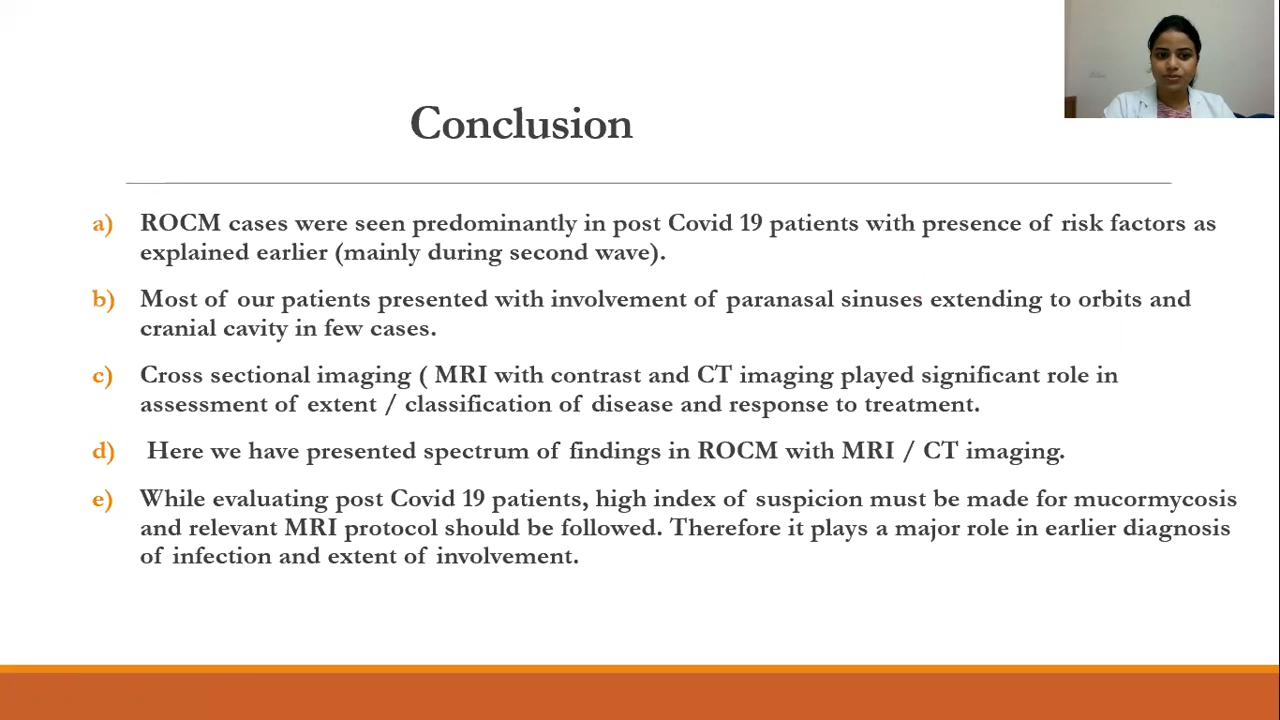 Conclusion
a) ROCM cases were seen predominantly in post Covid 19 patients with presence of risk factors as
explained earlier (mainly during second wave).
b) Most of our patients presented with involvement of paranasal sinuses extending to orbits and
cranial cavity in few cases.
c) Cross sectional imaging ( MRI with contrast and CT imaging played significant role in
assessment of extent / classification of disease and response to treatment.
d) Here we have presented spectrum of findings in ROCM with MRI / CT imaging.
e) While evaluating post Covid 19 patients, high index of suspicion must be made for mucormycosis
and relevant MRI protocol should be followed. Therefore it plays a major role in earlier diagnosis
of infection and extent of involvement.